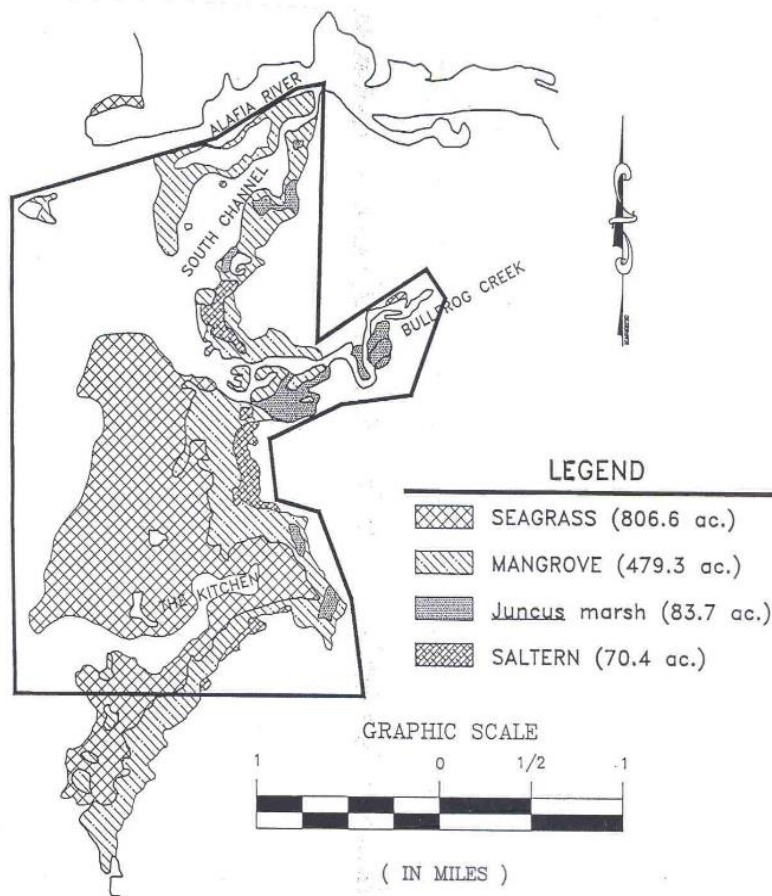 ALAFIA RIVER
SOUTH CHANNEL
BULLFROG CREEK
THE KITCHEN
LEGEND
SEAGRASS (806.6 ac.)
MANGROVE (479.3 ac.)
Juncus marsh (83.7 ac.)
SALTERN (70.4 ac.)
GRAPHIC SCALE
1 0 1/2 1
( IN MILES )